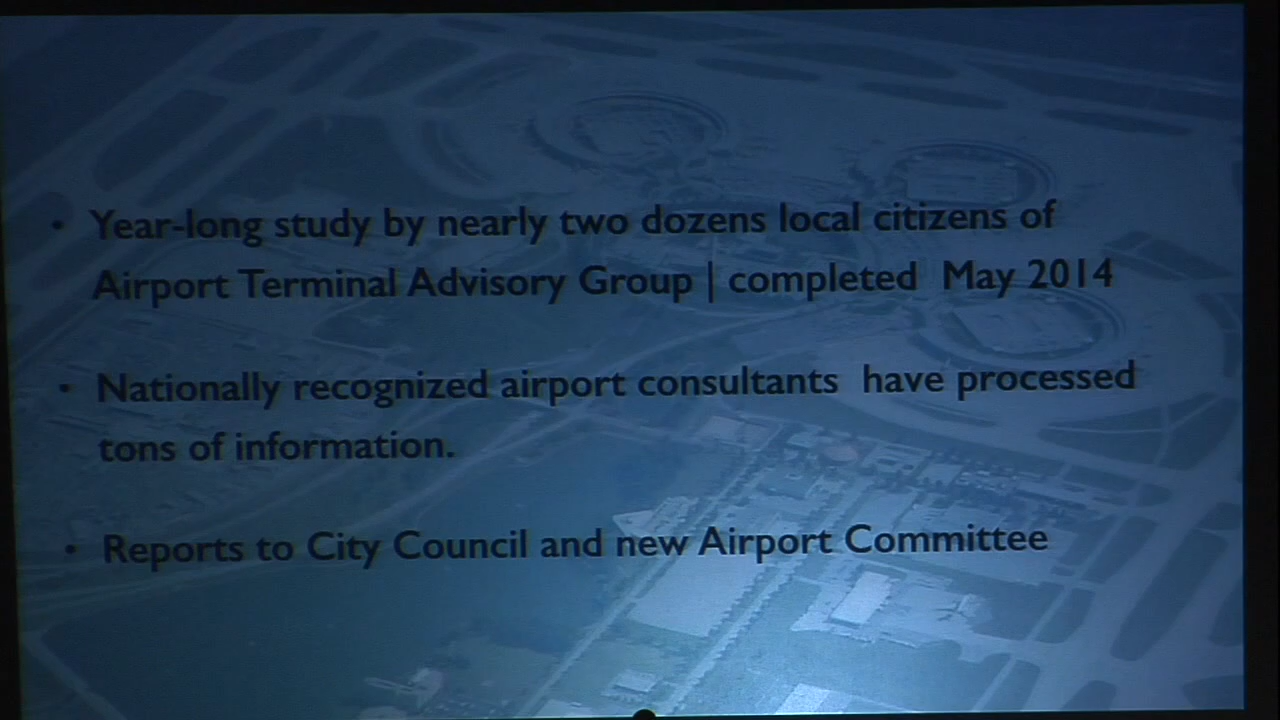 • Year-long study by nearly two dozens local citizens of
Airport Terminal Advisory Group | completed May 2014
• Nationally recognized airport consultants have processed
tons of information.
• Reports to City Council and new Airport Committee